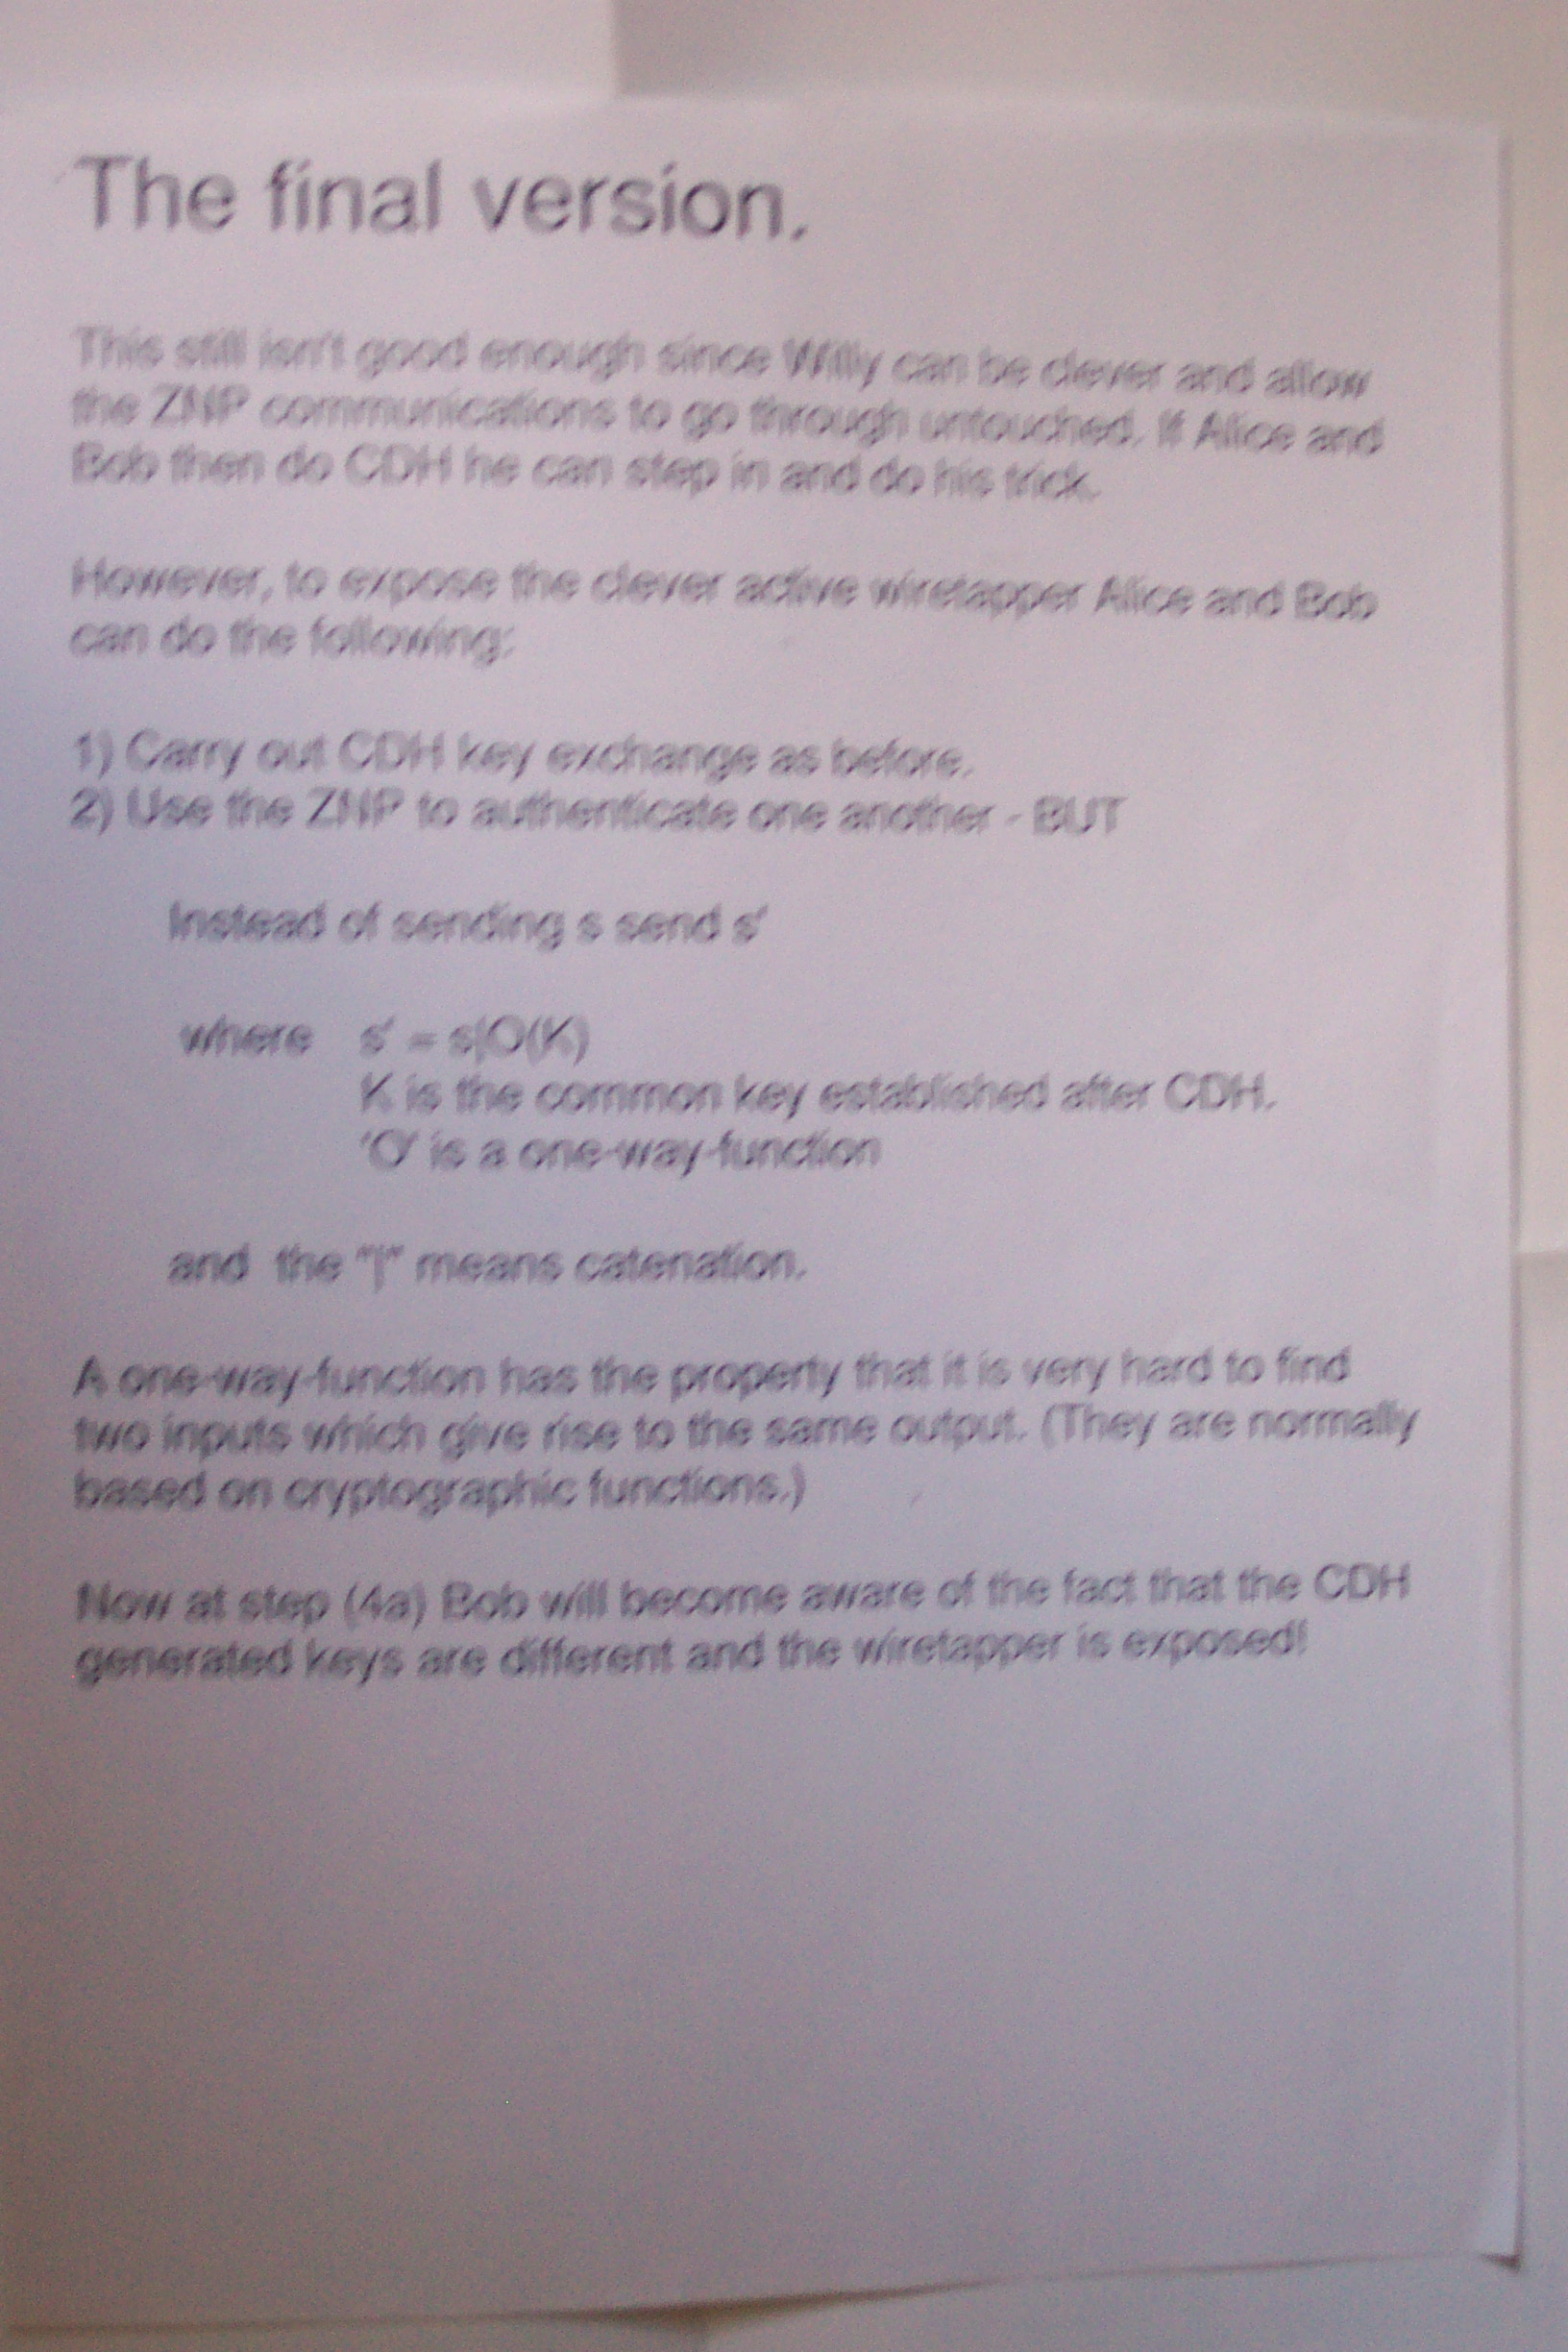 The final version.
This still isn't good enough since Willy can be clever and allow
the ZNP communications to go through untouched. If Alice and
Bob then do CDH he can step in and do his trick.
However, to expose the clever active wiretapper Alice and Bob
can do the following:
1) Carry out CDH key exchange as before.
2) Use the ZNP to authenticate one another - BUT
Instead of sending s send s'
where s' = s|O(K)
K is the common key established after CDH.
'O' is a one-way-function
and the "|" means catenation.
A one-way-function has the property that it is very hard to find
two inputs which give rise to the same output. (They are normally
based on cryptographic functions.)
Now at step (4a) Bob will become aware of the fact that the CDH
generated keys are different and the wiretapper is exposed!